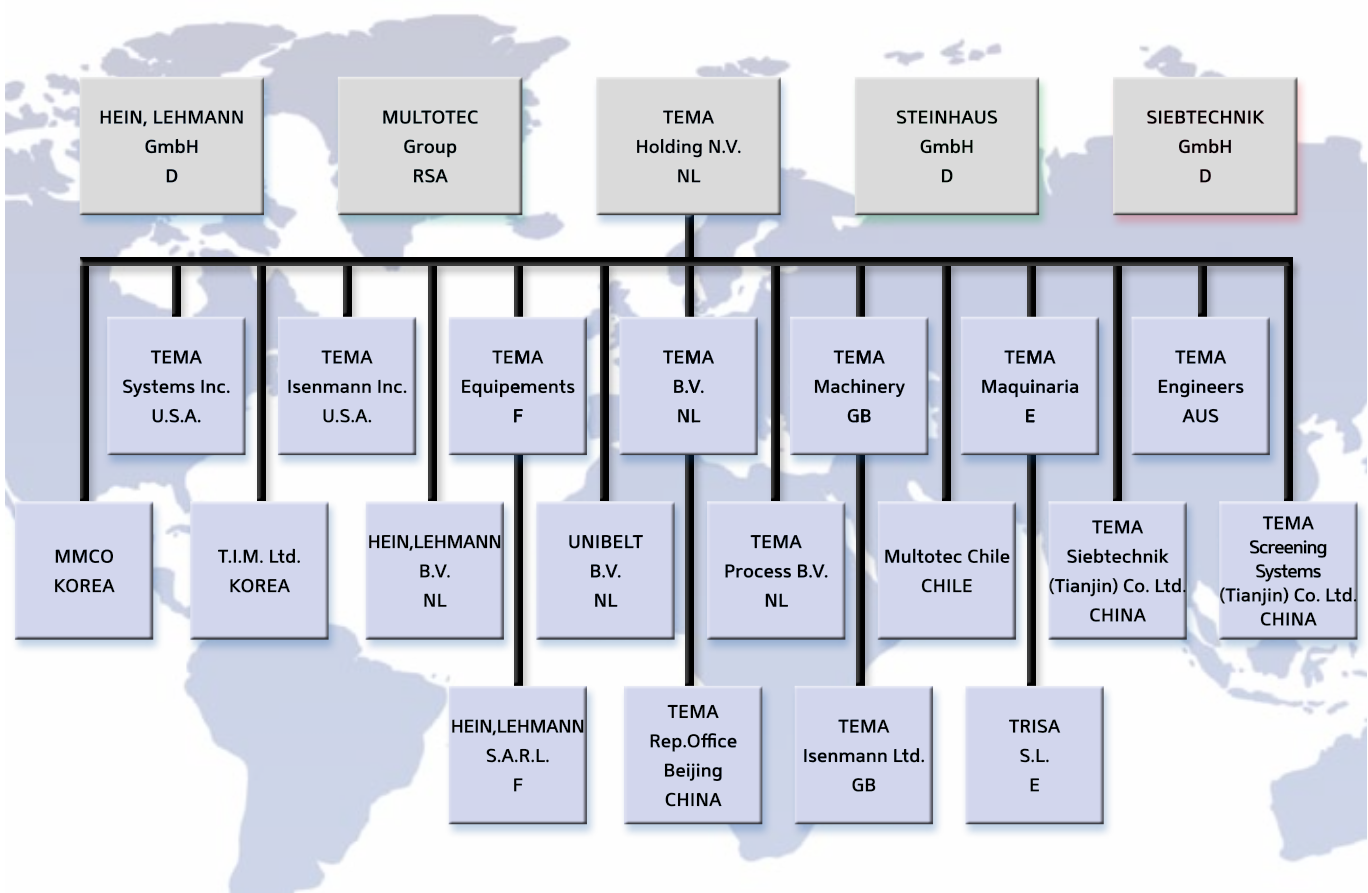 HEIN, LEHMANN
GmbH
D
MULTOTEC
Group
RSA
TEMA
Holding N.V.
NL
STEINHAUS
GmbH
D
SIEBTECHNIK
GmbH
D
TEMA
Systems Inc.
U.S.A.
TEMA
Isenmann Inc.
U.S.A.
TEMA
Equipements
F
TEMA
B.V.
NL
TEMA
Machinery
GB
TEMA
Maquinaria
E
TEMA
Engineers
AUS
MMCO
KOREA
T.I.M. Ltd.
KOREA
HEIN,LEHMANN
B.V.
NL
UNIBELT
B.V.
NL
TEMA
Process B.V.
NL
Multotec Chile
CHILE
TEMA
Siebtechnik
(Tianjin) Co. Ltd.
CHINA
TEMA
Screening
Systems
(Tianjin) Co. Ltd.
CHINA
HEIN,LEHMANN
S.A.R.L.
F
TEMA
Rep.Office
Beijing
CHINA
TEMA
Isenmann Ltd.
GB
TRISA
S.L.
E